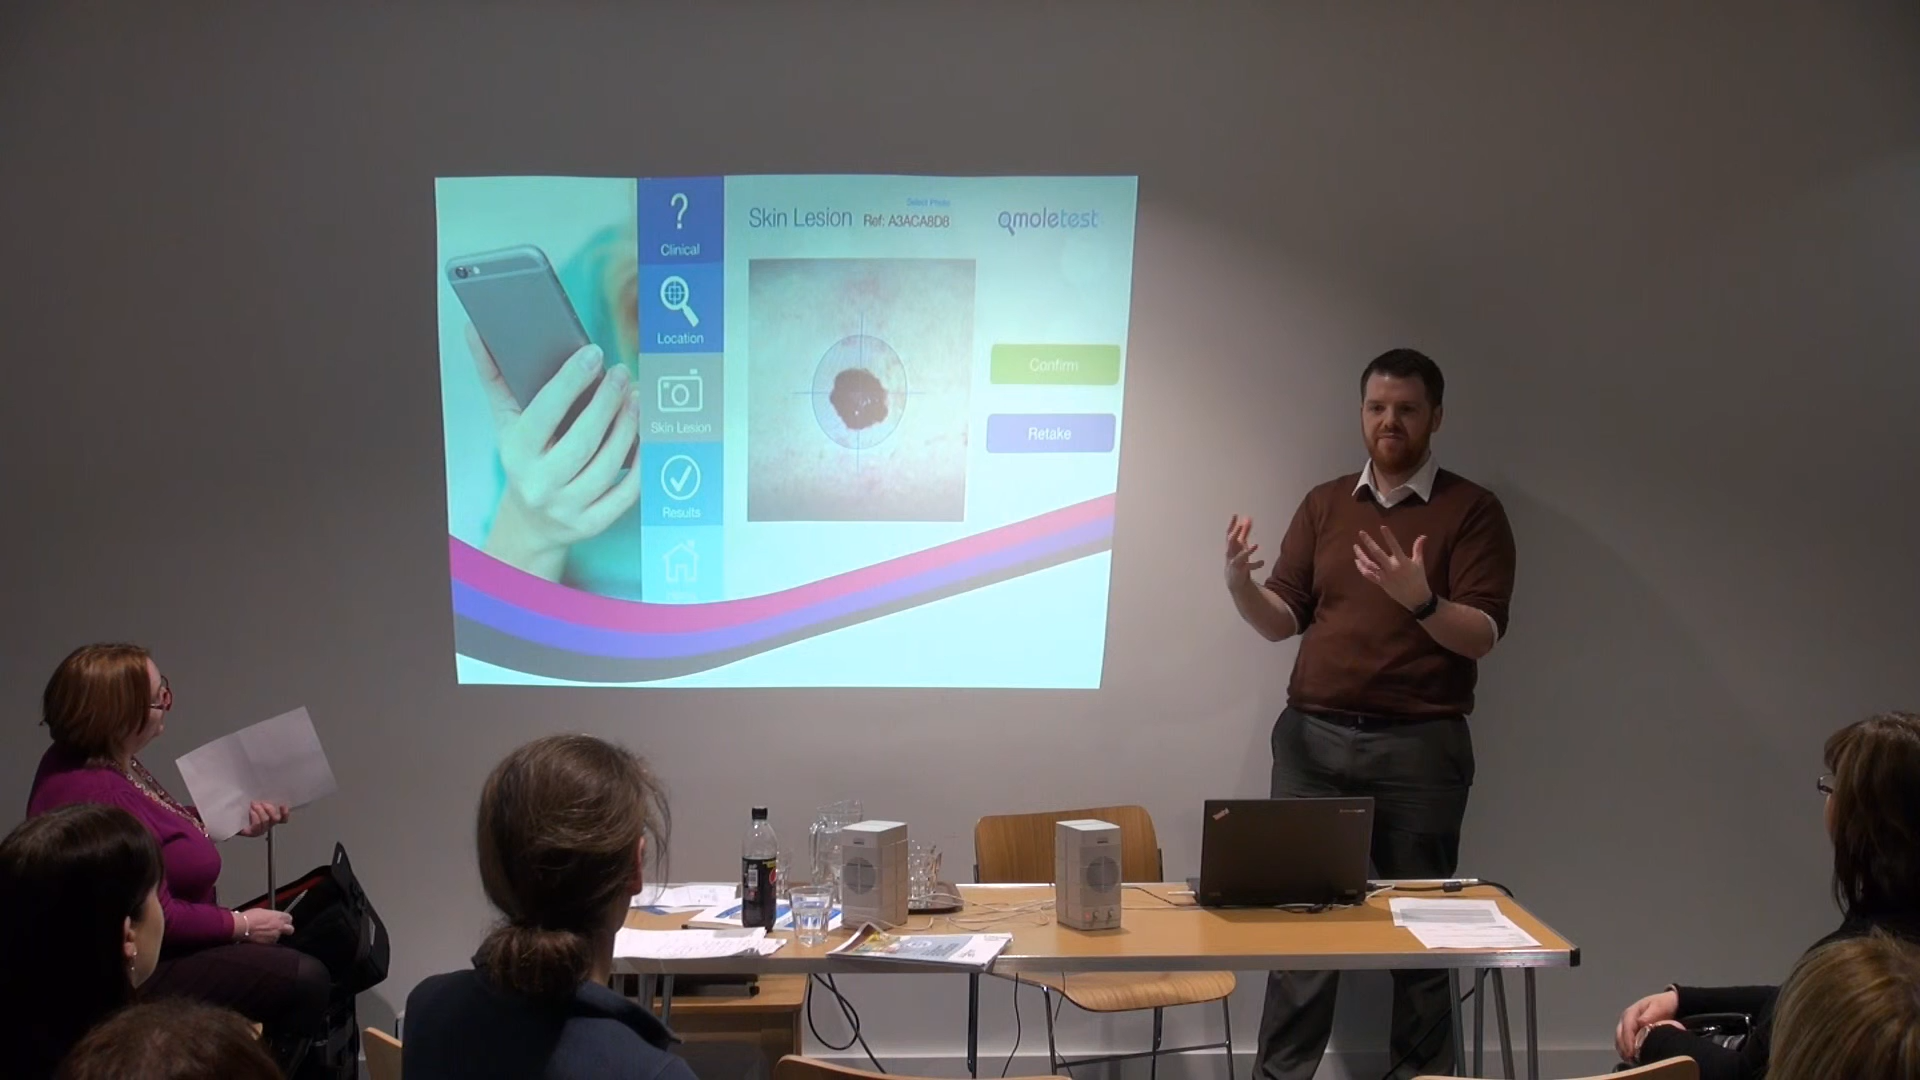 ?
Clinical
Location
Skin Lesion
Results
Select Photo
Skin Lesion Ref: A3ACA8D8
moletest
Confirm
Retake